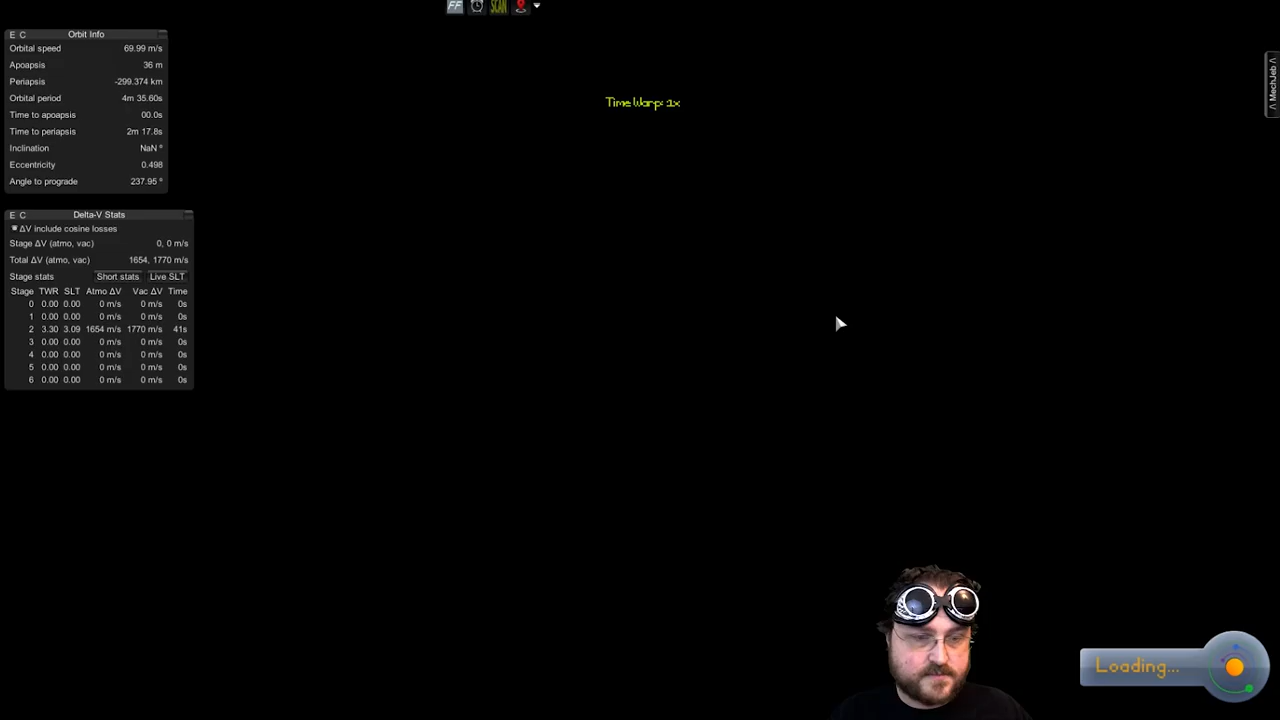 FF SCAN
Time Warp: 1x
E C Orbit Info
Orbital speed 69.99 m/s
Apoapsis 36 m
Periapsis -299.374 km
Orbital period 4m 35.60s
Time to apoapsis 00.0s
Time to periapsis 2m 17.8s
Inclination NaN º
Eccentricity 0.498
Angle to prograde 237.95 º
E C Delta-V Stats
ΔV include cosine losses
Stage ΔV (atmo, vac) 0, 0 m/s
Total ΔV (atmo, vac) 1654, 1770 m/s
Stage stats Short stats Live SLT
Stage TWR SLT Atmo ΔV Vac ΔV Time
0 0.00 0.00 0 m/s 0 m/s 0s
1 0.00 0.00 0 m/s 0 m/s 0s
2 3.30 3.09 1654 m/s 1770 m/s 41s
3 0.00 0.00 0 m/s 0 m/s 0s
4 0.00 0.00 0 m/s 0 m/s 0s
5 0.00 0.00 0 m/s 0 m/s 0s
6 0.00 0.00 0 m/s 0 m/s 0s
/\ MechJeb /\
Loading...